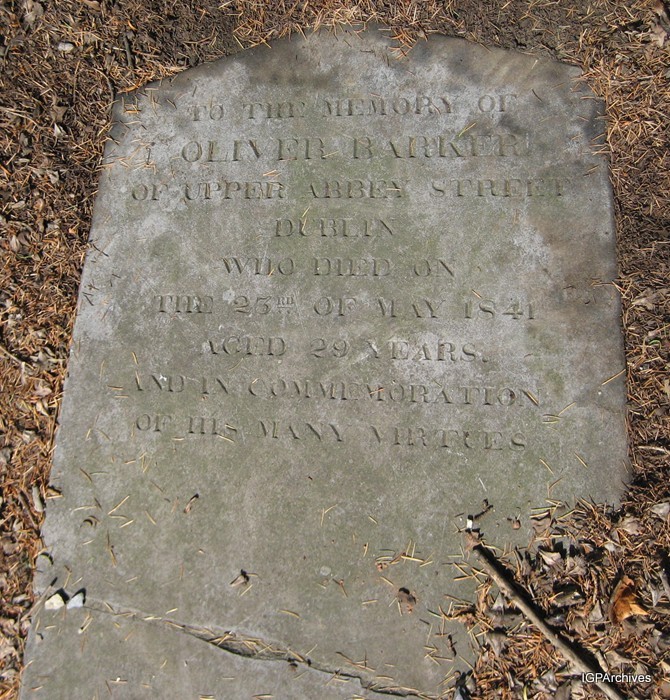 TO THE MEMORY OF
OLIVER BARKER
OF UPPER ABBEY STREET
DUBLIN
WHO DIED ON
THE 23RD OF MAY 1841
AGED 29 YEARS.
AND IN COMMEMORATION
OF HIS MANY VIRTUES
IGPArchives